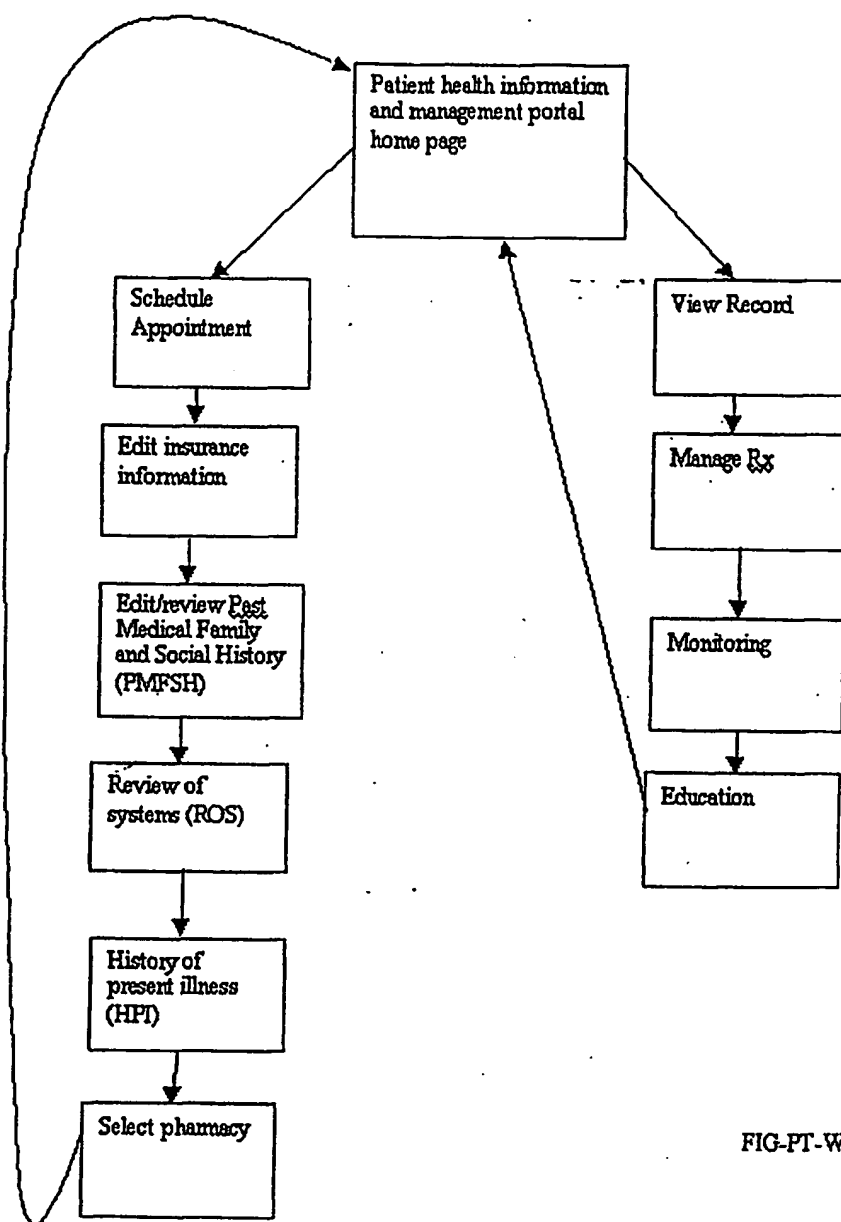 Patient health information
and management portal
home page
Schedule
Appointment
Edit insurance
information
Edit/review Past
Medical Family
and Social History
(PMFSH)
Review of
systems (ROS)
History of
present illness
(HPI)
Select pharmacy
View Record
Manage Rx
Monitoring
Education
FIG-PT-W